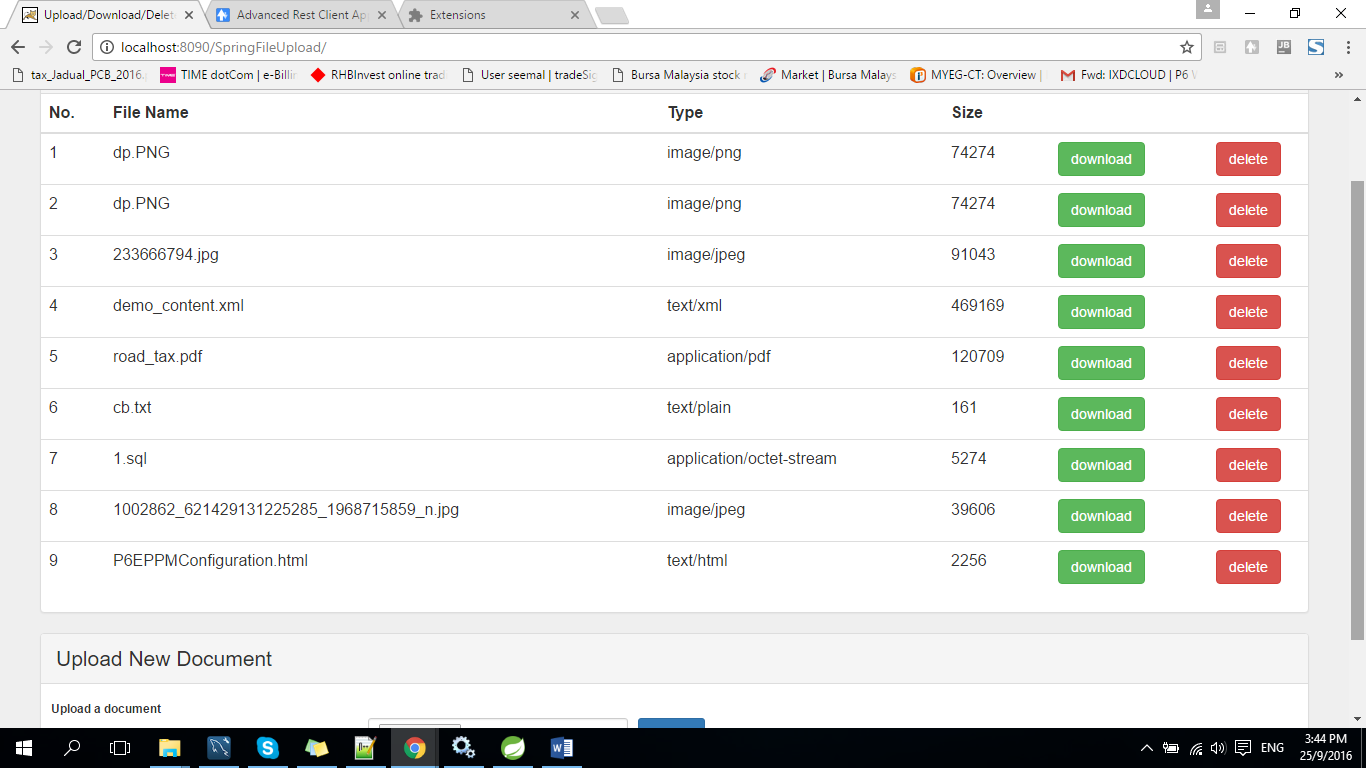 Upload/Download/Delet Advanced Rest Client Ap Extensions
localhost:8090/SpringFileUpload/
tax_Jadual_PCB_2016. TIME dotCom | e-Billi RHBInvest online trad User seemal | tradeSig Bursa Malaysia stock Market | Bursa Malays MYEG-CT: Overview | Fwd: IXDCLOUD | P6 »
No. File Name Type Size
1 dp.PNG image/png 74274 download delete
2 dp.PNG image/png 74274 download delete
3 233666794.jpg image/jpeg 91043 download delete
4 demo_content.xml text/xml 469169 download delete
5 road_tax.pdf application/pdf 120709 download delete
6 cb.txt text/plain 161 download delete
7 1.sql application/octet-stream 5274 download delete
8 1002862_621429131225285_1968715859_n.jpg image/jpeg 39606 download delete
9 P6EPPMConfiguration.html text/html 2256 download delete
Upload New Document
Upload a document
ENG 3:44 PM
25/9/2016